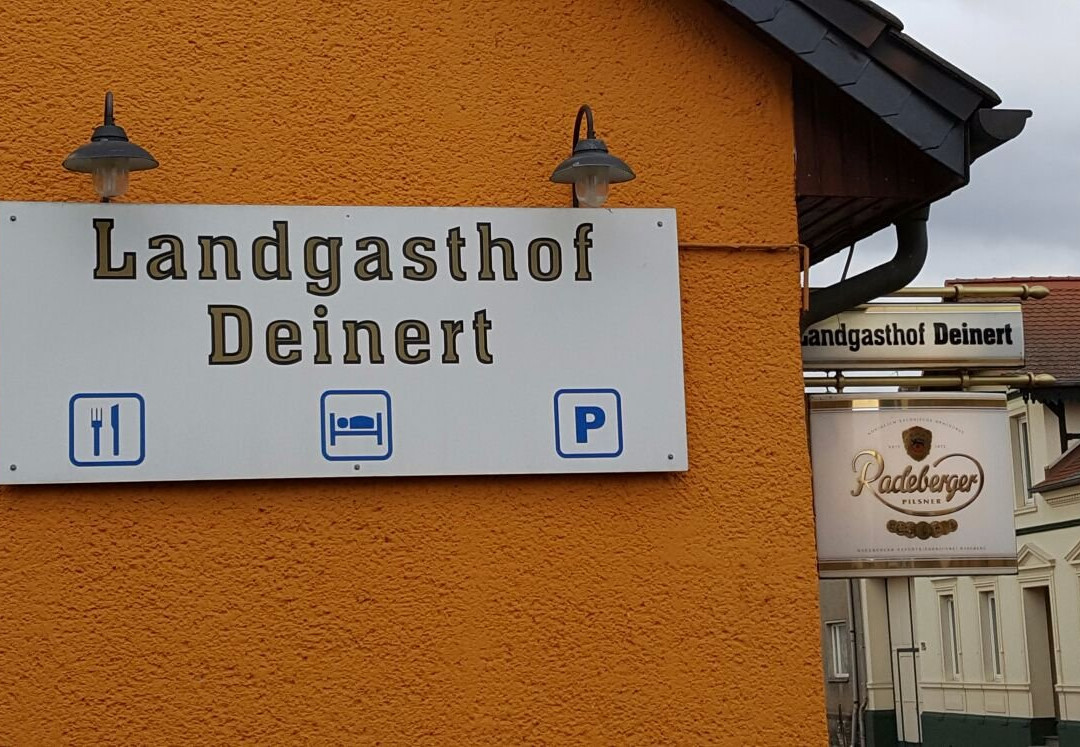 Landgasthof
Deinert
P
Landgasthof Deinert
Radeberger
PILSNER